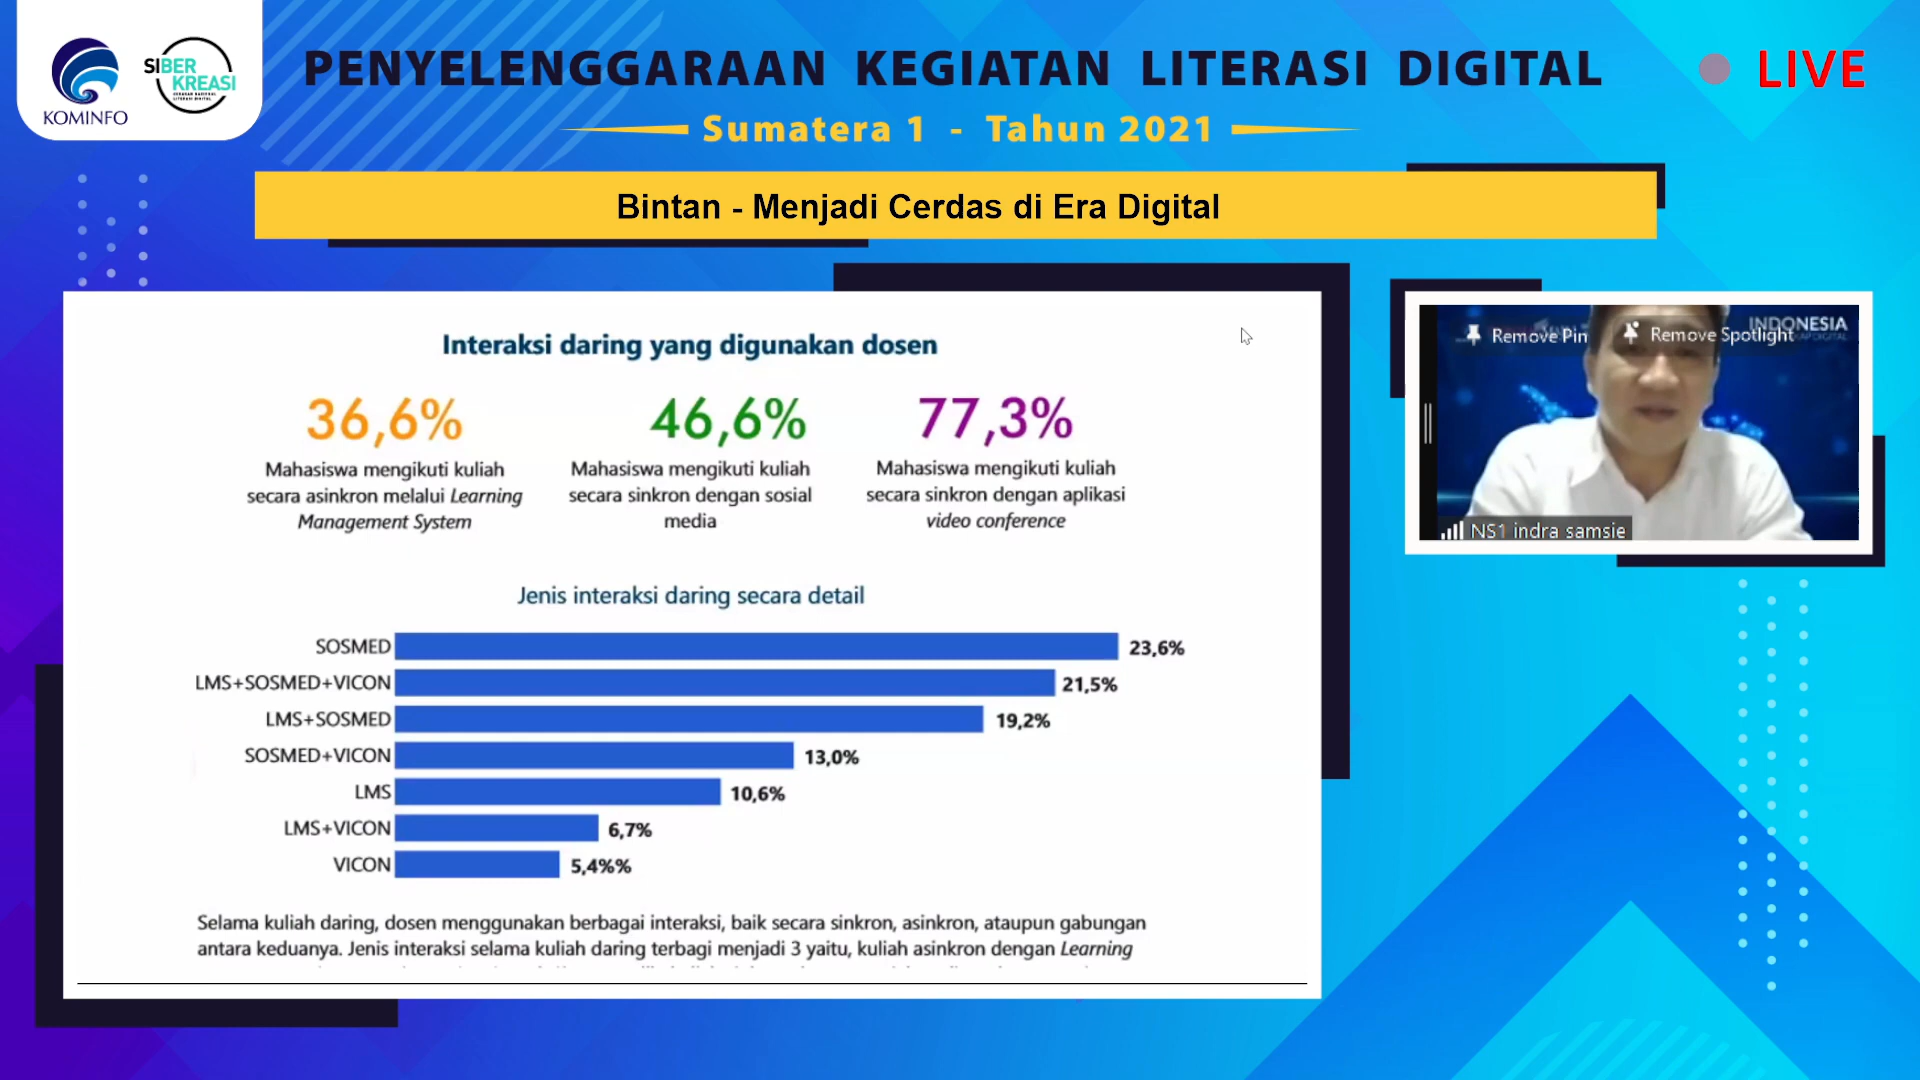 KOMINFO
SIBER
KREASI
PENYELENGGARAAN KEGIATAN LITERASI DIGITAL
LIVE
Sumatera 1 - Tahun 2021
Bintan - Menjadi Cerdas di Era Digital
Interaksi daring yang digunakan dosen
36,6%
Mahasiswa mengikuti kuliah
secara asinkron melalui Learning
Management System
46,6%
Mahasiswa mengikuti kuliah
secara sinkron dengan sosial
media
77,3%
Mahasiswa mengikuti kuliah
secara sinkron dengan aplikasi
video conference
Jenis interaksi daring secara detail
SOSMED 23,6%
LMS+SOSMED+VICON 21,5%
LMS+SOSMED 19,2%
SOSMED+VICON 13,0%
LMS 10,6%
LMS+VICON 6,7%
VICON 5,4%%
Selama kuliah daring, dosen menggunakan berbagai interaksi, baik secara sinkron, asinkron, ataupun gabungan
antara keduanya. Jenis interaksi selama kuliah daring terbagi menjadi 3 yaitu, kuliah asinkron dengan Learning
Remove Pin
Remove Spotlight
INDONESIA
NS1 indra samsie